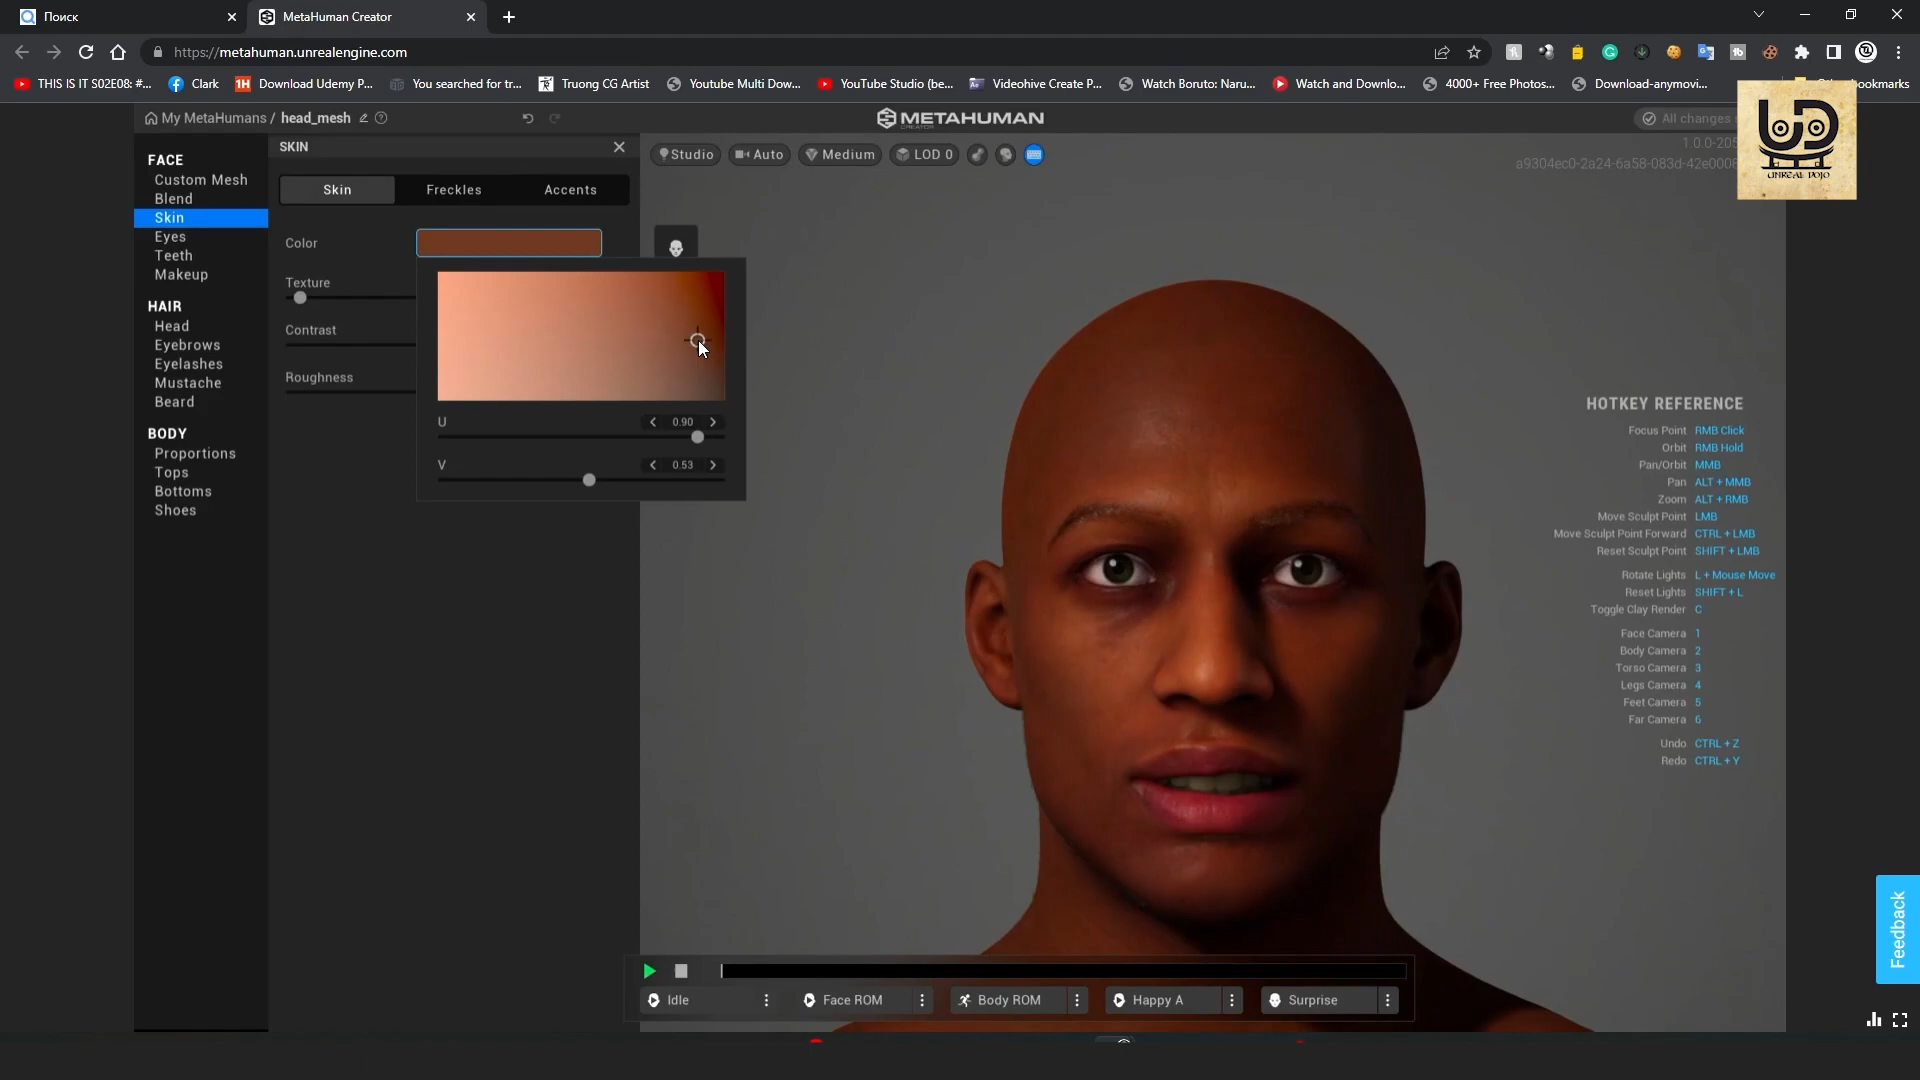 Поиск
MetaHuman Creator
https://metahuman.unrealengine.com
THIS IS IT S02E08: #...
Clark
Download Udemy P...
You searched for tr...
Truong CG Artist
Youtube Multi Dow...
YouTube Studio (be...
Videohive Create P...
Watch Boruto: Naru...
Watch and Downlo...
4000+ Free Photos...
Download-anymovi...
My MetaHumans / head_mesh
METAHUMAN
CREATOR
All changes
1.0.0-205
a9304ec0-2a24-6a58-083d-42e0008
UNREAL DOJO
FACE
Custom Mesh
Blend
Skin
Eyes
Teeth
Makeup
HAIR
Head
Eyebrows
Eyelashes
Mustache
Beard
BODY
Proportions
Tops
Bottoms
Shoes
SKIN
Skin
Freckles
Accents
Color
Texture
Contrast
Roughness
U 0.90
V 0.53
Studio
Auto
Medium
LOD 0
HOTKEY REFERENCE
Focus Point RMB Click
Orbit RMB Hold
Pan/Orbit MMB
Pan ALT + MMB
Zoom ALT + RMB
Move Sculpt Point LMB
Move Sculpt Point Forward CTRL + LMB
Reset Sculpt Point SHIFT + LMB
Rotate Lights L + Mouse Move
Reset Lights SHIFT + L
Toggle Clay Render C
Face Camera 1
Body Camera 2
Torso Camera 3
Legs Camera 4
Feet Camera 5
Far Camera 6
Undo CTRL + Z
Redo CTRL + Y
Idle
Face ROM
Body ROM
Happy A
Surprise
Feedback